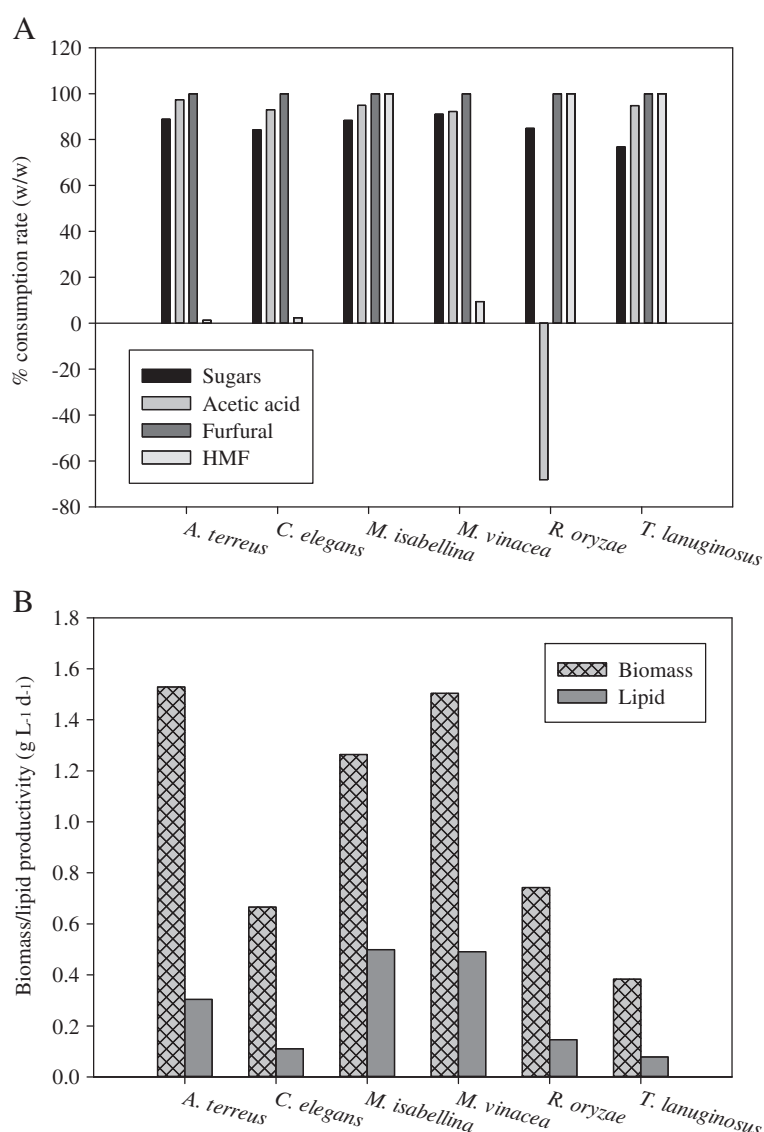 A
120
100
80
60
40
20
0
-20
-40
-60
-80
% consumption rate (w/w)
Sugars
Acetic acid
Furfural
HMF
A. terreus
C. elegans
M. isabellina
M. vinacea
R. oryzae
T. lanuginosus
B
1.8
1.6
1.4
1.2
1.0
0.8
0.6
0.4
0.2
0.0
Biomass/lipid productivity (g L-1 d-1)
Biomass
Lipid
A. terreus
C. elegans
M. isabellina
M. vinacea
R. oryzae
T. lanuginosus